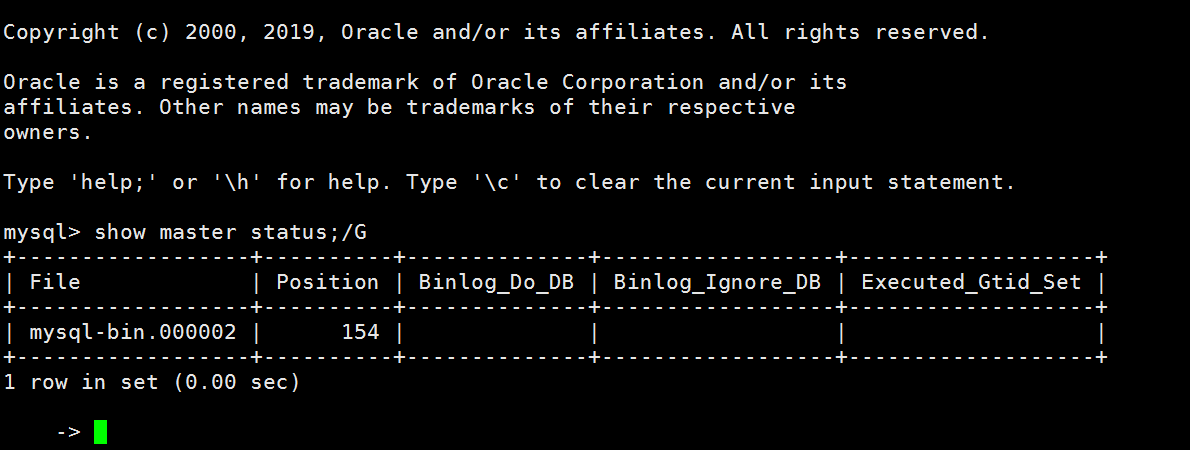 Copyright (c) 2000, 2019, Oracle and/or its affiliates. All rights reserved.
Oracle is a registered trademark of Oracle Corporation and/or its
affiliates. Other names may be trademarks of their respective
owners.
Type 'help;' or '\h' for help. Type '\c' to clear the current input statement.
mysql> show master status;/G
+------------------+----------+--------------+------------------+-------------------+
| File             | Position | Binlog_Do_DB | Binlog_Ignore_DB | Executed_Gtid_Set |
+------------------+----------+--------------+------------------+-------------------+
| mysql-bin.000002 |      154 |              |                  |                   |
+------------------+----------+--------------+------------------+-------------------+
1 row in set (0.00 sec)
    ->